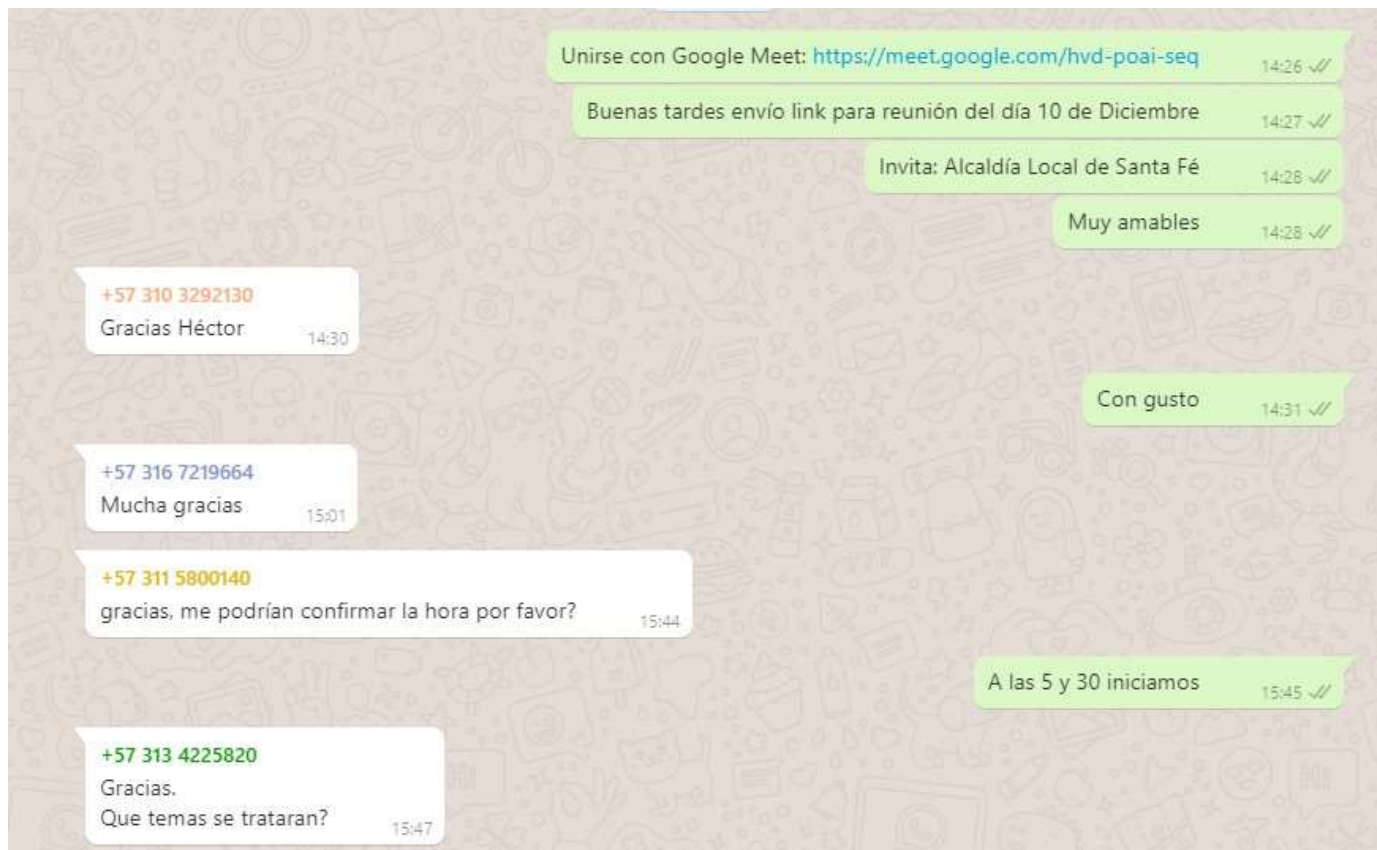 Unirse con Google Meet: https://meet.google.com/hvd-poai-seq 14:26
Buenas tardes envío link para reunión del día 10 de Diciembre 14:27
Invita: Alcaldía Local de Santa Fé 14:28
Muy amables 14:28
+57 310 3292130
Gracias Héctor 14:30
Con gusto 14:31
+57 316 7219664
Mucha gracias 15:01
+57 311 5800140
gracias, me podrían confirmar la hora por favor? 15:44
A las 5 y 30 iniciamos 15:45
+57 313 4225820
Gracias.
Que temas se trataran? 15:47